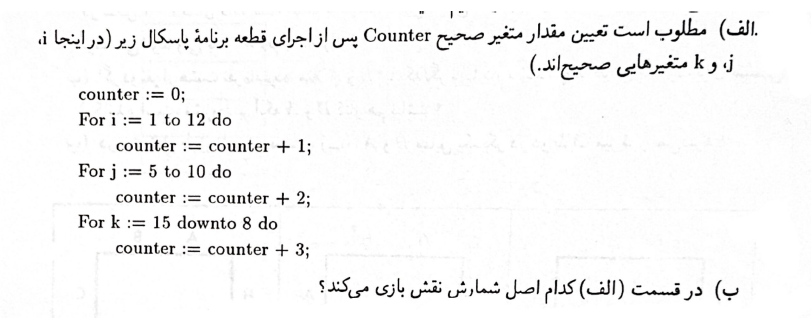 .الف) مطلوب است تعیین مقدار متغیر صحیح Counter پس از اجرای قطعه برنامهٔ پاسکال زیر (در اینجا i،
j، و k متغیرهایی صحیح‌اند.)
counter := 0;
For i := 1 to 12 do
counter := counter + 1;
For j := 5 to 10 do
counter := counter + 2;
For k := 15 downto 8 do
counter := counter + 3;
ب) در قسمت (الف) کدام اصل شمارش نقش بازی می‌کند؟